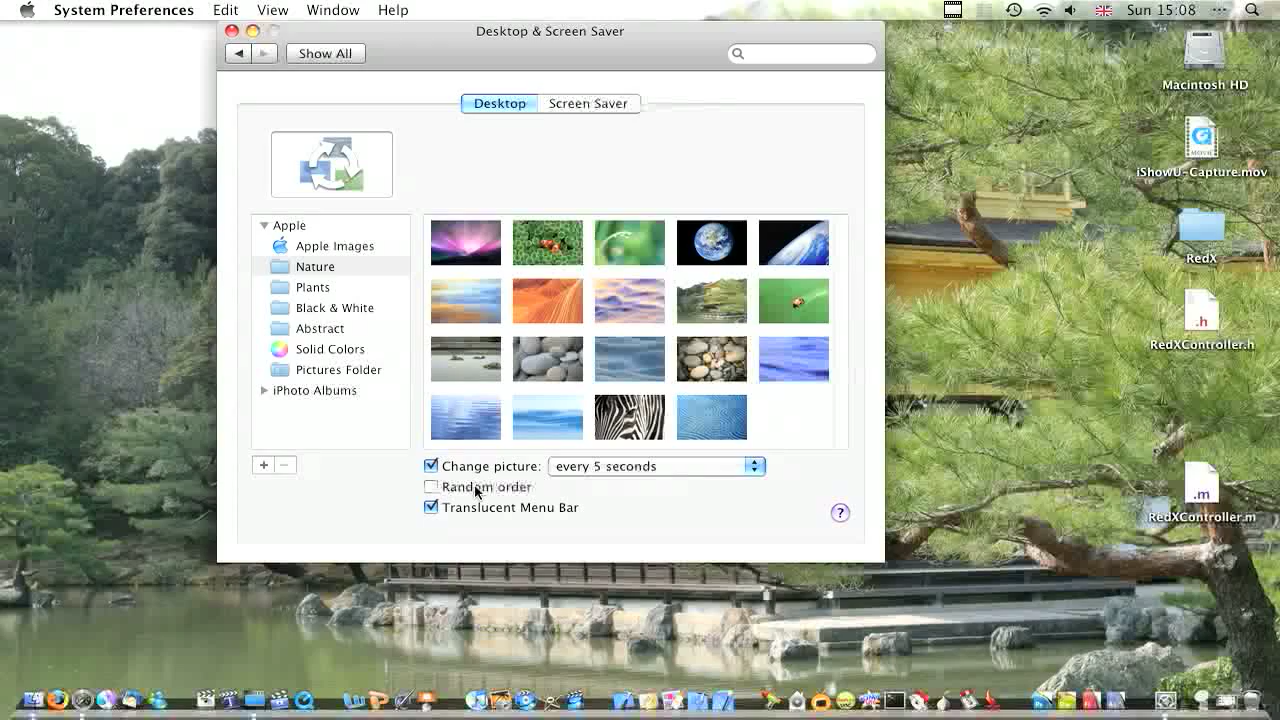 System Preferences Edit View Window Help Sun 15:08
Desktop & Screen Saver
Show All
Desktop Screen Saver
Macintosh HD
MOVIE
iShowU-Capture.mov
Apple
Apple Images
Nature
Plants
Black & White
Abstract
Solid Colors
Pictures Folder
iPhoto Albums
RedX
.h
RedXController.h
+ −
Change picture: every 5 seconds
Random order
Translucent Menu Bar
?
.m
RedXController.m